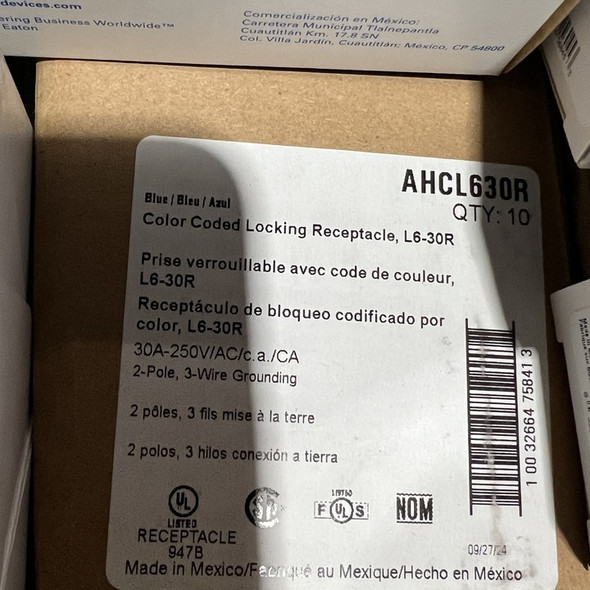 devices.com
ering Business Worldwide™
Eaton
Comercialización en México:
Carretera Municipal Tlalnepantla
Cuautitlán Km. 17.8 SN
Col. Villa Jardín, Cuautitlán; México, CP 54800
AHCL630R
QTY: 10
Blue / Bleu / Azul
Color Coded Locking Receptacle, L6-30R
Prise verrouillable avec code de couleur,
L6-30R
Receptáculo de bloqueo codificado por
color, L6-30R
30A-250V/AC/c.a./CA
2-Pole, 3-Wire Grounding
2 pôles, 3 fils mise à la terre
2 polos, 3 hilos conexión a tierra
1 00 32664 75841 3
UL
LISTED
RECEPTACLE
947B
LISTED
F UL S
NOM
09/27/24
Made in Mexico/Fabriqué au Mexique/Hecho en México